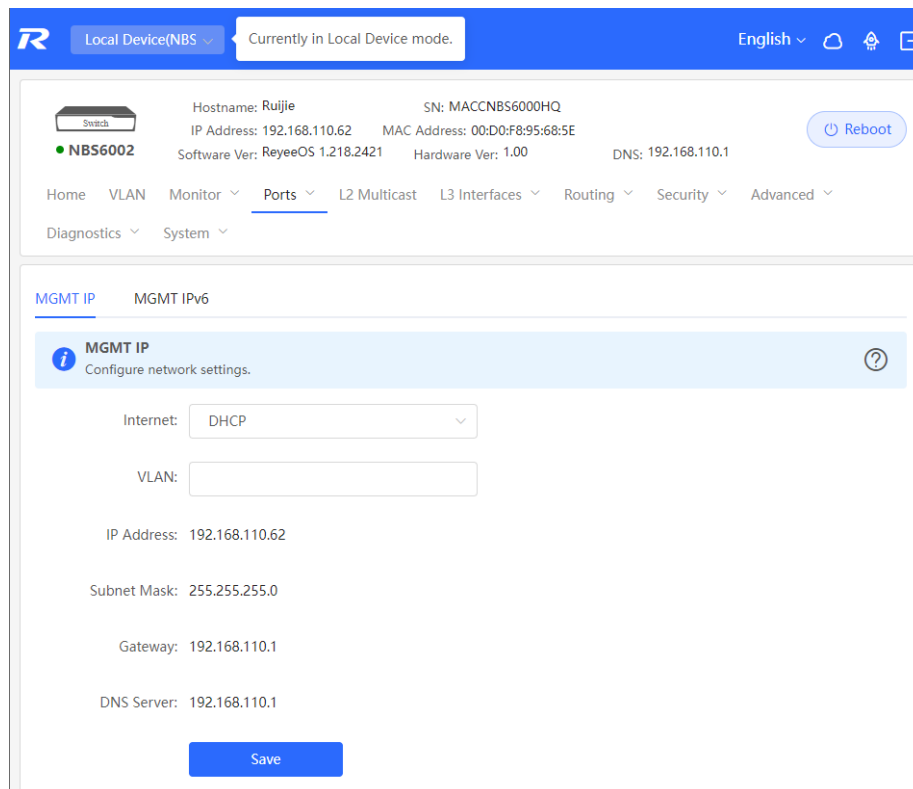 Local Device(NBS
Currently in Local Device mode.
English
Switch
NBS6002
Hostname: Ruijie
SN: MACCNBS6000HQ
IP Address: 192.168.110.62
MAC Address: 00:D0:F8:95:68:5E
Software Ver: ReyeeOS 1.218.2421
Hardware Ver: 1.00
DNS: 192.168.110.1
Reboot
Home VLAN Monitor Ports L2 Multicast L3 Interfaces Routing Security Advanced
Diagnostics System
MGMT IP MGMT IPv6
MGMT IP
Configure network settings.
Internet: DHCP
VLAN:
IP Address: 192.168.110.62
Subnet Mask: 255.255.255.0
Gateway: 192.168.110.1
DNS Server: 192.168.110.1
Save